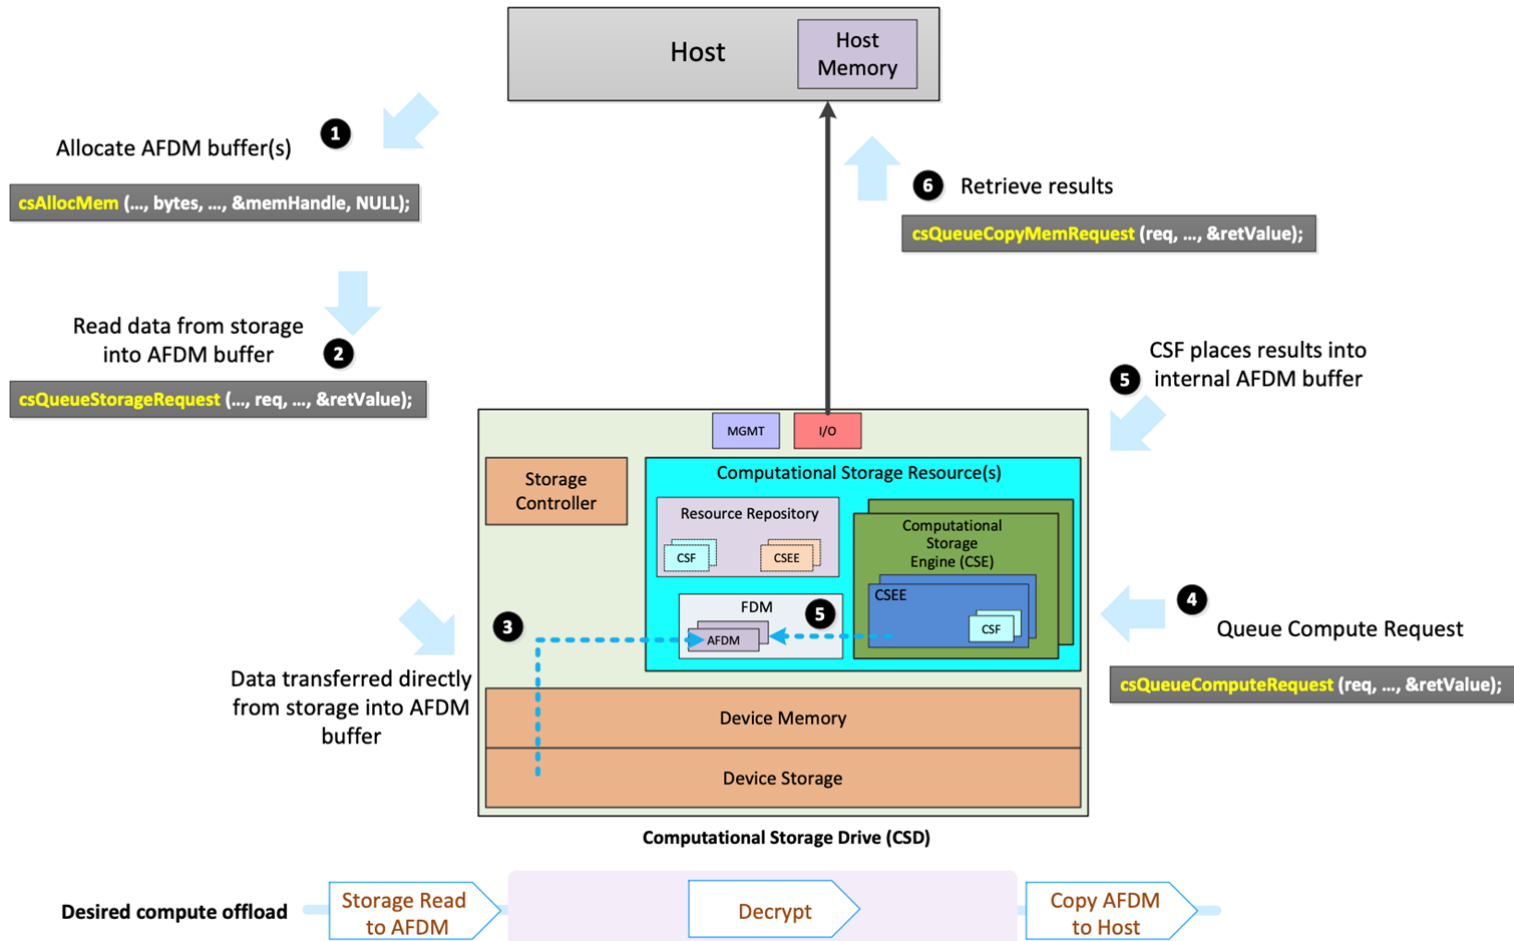 Host
Host
Memory
1
Allocate AFDM buffer(s)
csAllocMem (..., bytes, ..., &memHandle, NULL);
6
Retrieve results
csQueueCopyMemRequest (req, ..., &retValue);
Read data from storage
into AFDM buffer
2
csQueueStorageRequest (..., req, ..., &retValue);
CSF places results into
internal AFDM buffer
5
MGMT
I/O
Storage
Controller
Computational Storage Resource(s)
Resource Repository
CSF
CSEE
Computational
Storage
Engine (CSE)
CSEE
CSF
FDM
AFDM
5
3
Data transferred directly
from storage into AFDM
buffer
4
Queue Compute Request
csQueueComputeRequest (req, ..., &retValue);
Device Memory
Device Storage
Computational Storage Drive (CSD)
Desired compute offload
Storage Read
to AFDM
Decrypt
Copy AFDM
to Host